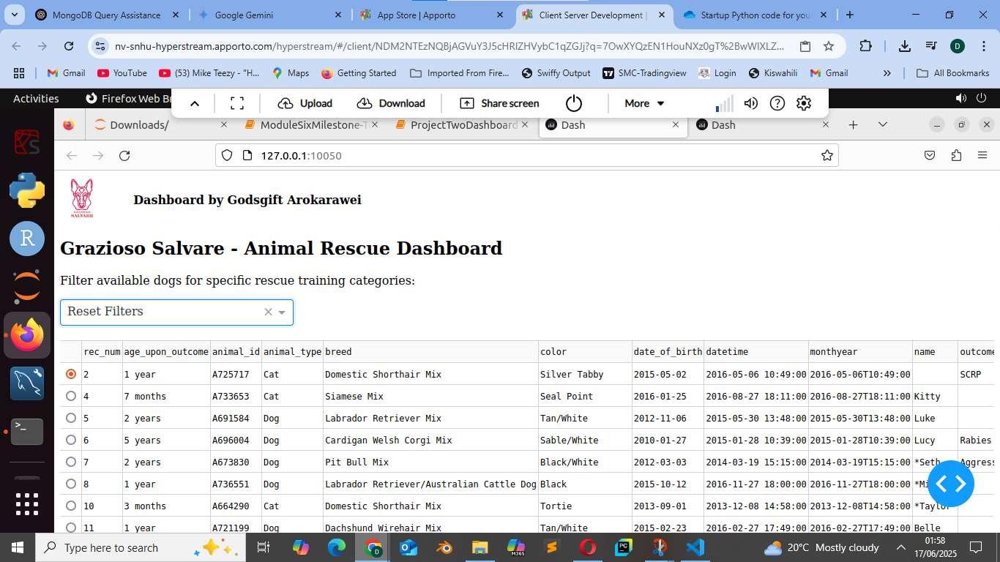 MongoDB Query Assistance
Google Gemini
App Store | Apporto
Client Server Development |
Startup Python code for you
nv-snhu-hyperstream.apporto.com/hyperstream/#/client/NDM2NTEzNQBjAGVuY3J5cHRlZHVybC1qZGJj?q=7OwXYQzEN1HouNXz0gT%2BwWIXLZ...
D
Gmail
YouTube
(53) Mike Teezy - "H...
Maps
Getting Started
Imported From Fire...
Swiffy Output
SMC-Tradingview
Login
Kiswahili
Gmail
»
All Bookmarks
Activities
Firefox Web Br
Upload
Download
Share screen
More
Downloads/
ModuleSixMilestone-T
ProjectTwoDashboard
Dash
Dash
127.0.0.1:10050
SALVARE
Dashboard by Godsgift Arokarawei
Grazioso Salvare - Animal Rescue Dashboard
Filter available dogs for specific rescue training categories:
Reset Filters
rec_num age_upon_outcome animal_id animal_type breed color date_of_birth datetime monthyear name outcome
2 1 year A725717 Cat Domestic Shorthair Mix Silver Tabby 2015-05-02 2016-05-06 10:49:00 2016-05-06T10:49:00 SCRP
4 7 months A733653 Cat Siamese Mix Seal Point 2016-01-25 2016-08-27 18:11:00 2016-08-27T18:11:00 Kitty
5 2 years A691584 Dog Labrador Retriever Mix Tan/White 2012-11-06 2015-05-30 13:48:00 2015-05-30T13:48:00 Luke
6 5 years A696004 Dog Cardigan Welsh Corgi Mix Sable/White 2010-01-27 2015-01-28 10:39:00 2015-01-28T10:39:00 Lucy Rabies
7 2 years A673830 Dog Pit Bull Mix Black/White 2012-03-03 2014-03-19 15:15:00 2014-03-19T15:15:00 *Seth Aggress
8 1 year A736551 Dog Labrador Retriever/Australian Cattle Dog Black 2015-10-12 2016-11-27 18:00:00 2016-11-27T18:00:00 *Mi
10 3 months A664290 Cat Domestic Shorthair Mix Tortie 2013-09-01 2013-12-08 14:58:00 2013-12-08T14:58:00 *Taylor
11 1 year A721199 Dog Dachshund Wirehair Mix Tan/White 2015-02-23 2016-02-27 17:49:00 2016-02-27T17:49:00 Belle
Type here to search
M365
PC
20°C Mostly cloudy
01:58
17/06/2025